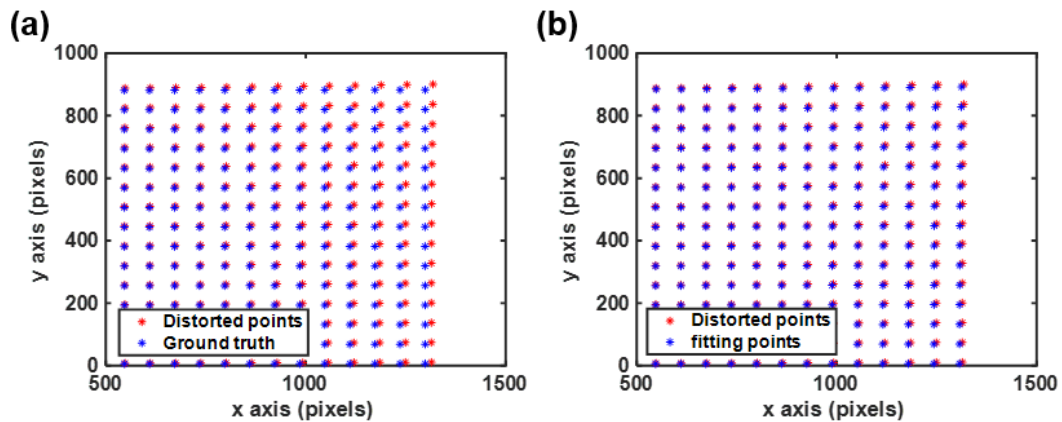 (a)
1000
800
600
400
200
0
500
1000
1500
y axis (pixels)
x axis (pixels)
Distorted points
Ground truth
(b)
1000
800
600
400
200
0
500
1000
1500
y axis (pixels)
x axis (pixels)
Distorted points
fitting points